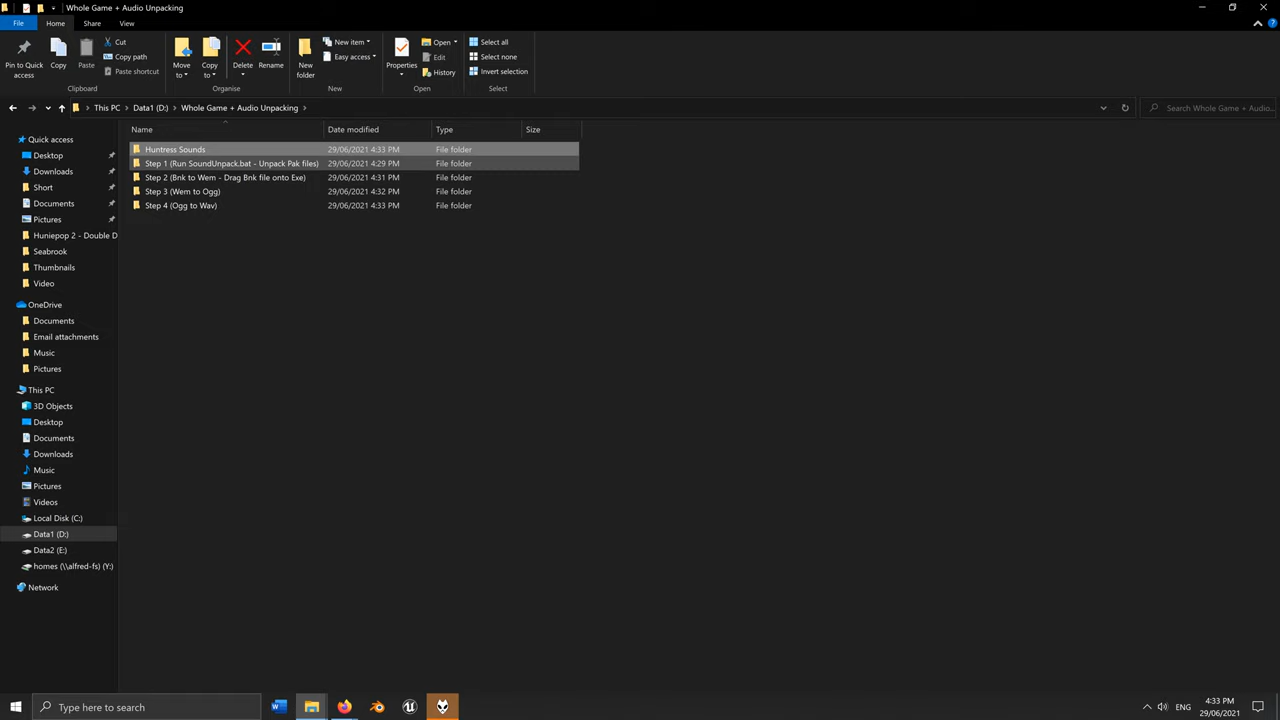 Whole Game + Audio Unpacking
File Home Share View
Pin to Quick access
Copy
Paste
Cut
Copy path
Paste shortcut
Clipboard
Move to
Copy to
Delete
Rename
Organise
New folder
New item
Easy access
New
Properties
Open
Edit
History
Open
Select all
Select none
Invert selection
Select
This PC > Data1 (D:) > Whole Game + Audio Unpacking >
Search Whole Game + Audio...
Name Date modified Type Size
Huntress Sounds 29/06/2021 4:33 PM File folder
Step 1 (Run SoundUnpack.bat - Unpack Pak files) 29/06/2021 4:29 PM File folder
Step 2 (Bnk to Wem - Drag Bnk file onto Exe) 29/06/2021 4:31 PM File folder
Step 3 (Wem to Ogg) 29/06/2021 4:32 PM File folder
Step 4 (Ogg to Wav) 29/06/2021 4:33 PM File folder
Quick access
Desktop
Downloads
Short
Documents
Pictures
Huniepop 2 - Double D
Seabrook
Thumbnails
Video
OneDrive
Documents
Email attachments
Music
Pictures
This PC
3D Objects
Desktop
Documents
Downloads
Music
Pictures
Videos
Local Disk (C:)
Data1 (D:)
Data2 (E:)
homes (\\alfred-fs) (Y:)
Network
Type here to search
ENG
4:33 PM
29/06/2021